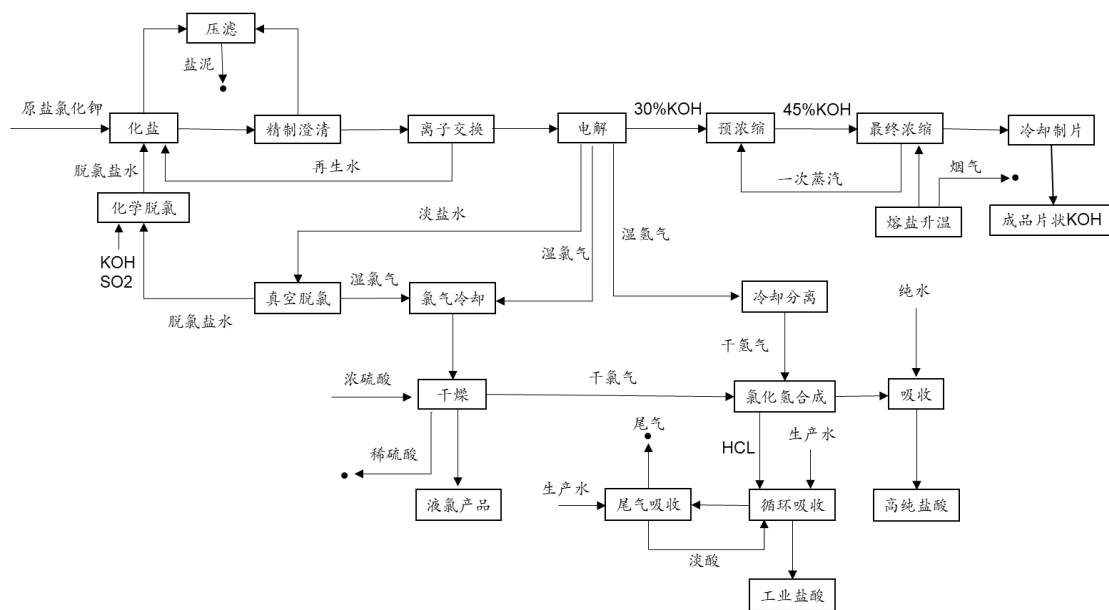 压滤
盐泥
原盐氯化钾
化盐
精制澄清
离子交换
电解
30%KOH
预浓缩
45%KOH
最终浓缩
冷却制片
脱氯盐水
再生水
一次蒸汽
烟气
化学脱氯
淡盐水
湿氯气
湿氢气
熔盐升温
成品片状KOH
KOH
SO2
真空脱氯
湿氯气
氯气冷却
冷却分离
纯水
脱氯盐水
干氢气
浓硫酸
干燥
干氯气
氯化氢合成
吸收
尾气
HCL
生产水
稀硫酸
液氯产品
生产水
尾气吸收
循环吸收
高纯盐酸
淡酸
工业盐酸